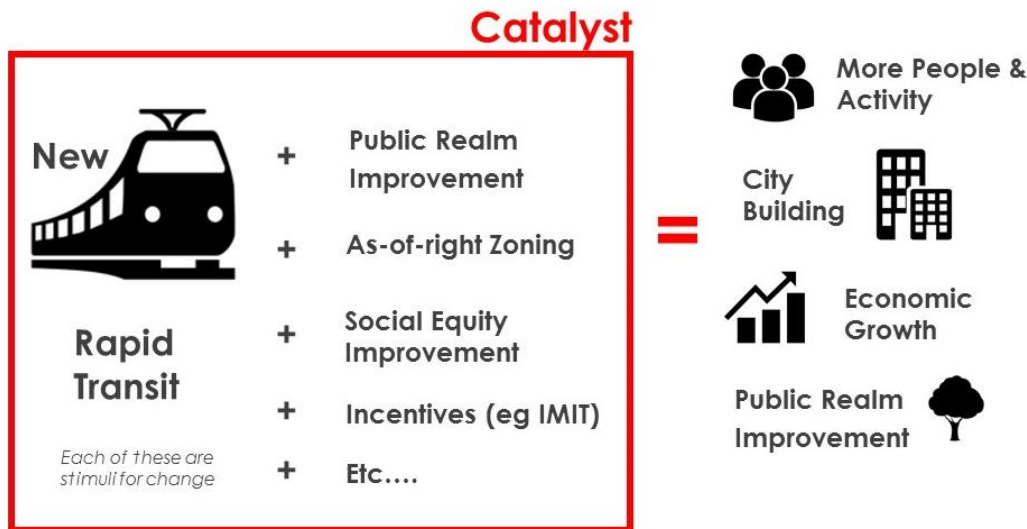 Catalyst
New
Rapid
Transit
Each of these are
stimuli for change
+ Public Realm
Improvement
+ As-of-right Zoning
+ Social Equity
Improvement
+ Incentives (eg IMIT)
+ Etc....
=
More People &
Activity
City
Building
Economic
Growth
Public Realm
Improvement